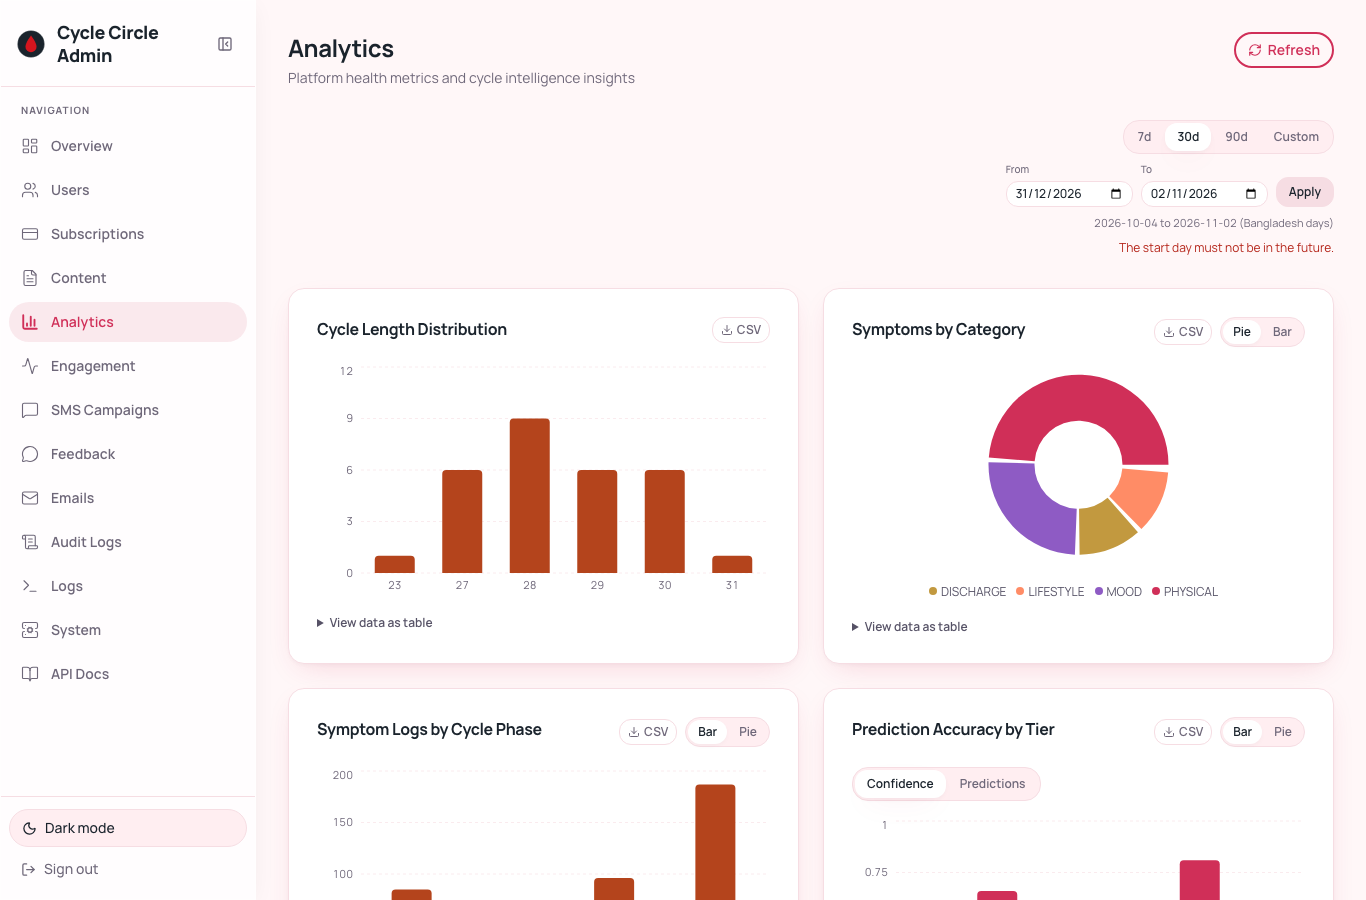 Cycle Circle
Admin
NAVIGATION
Overview
Users
Subscriptions
Content
Analytics
Engagement
SMS Campaigns
Feedback
Emails
Audit Logs
Logs
System
API Docs
Dark mode
Sign out
Analytics
Platform health metrics and cycle intelligence insights
Refresh
7d 30d 90d Custom
From To
31/12/2026 02/11/2026 Apply
2026-10-04 to 2026-11-02 (Bangladesh days)
The start day must not be in the future.
Cycle Length Distribution
CSV
12
9
6
3
0
23 27 28 29 30 31
View data as table
Symptoms by Category
CSV Pie Bar
DISCHARGE LIFESTYLE MOOD PHYSICAL
View data as table
Symptom Logs by Cycle Phase
CSV Bar Pie
200
150
100
Prediction Accuracy by Tier
CSV Bar Pie
Confidence Predictions
1
0.75